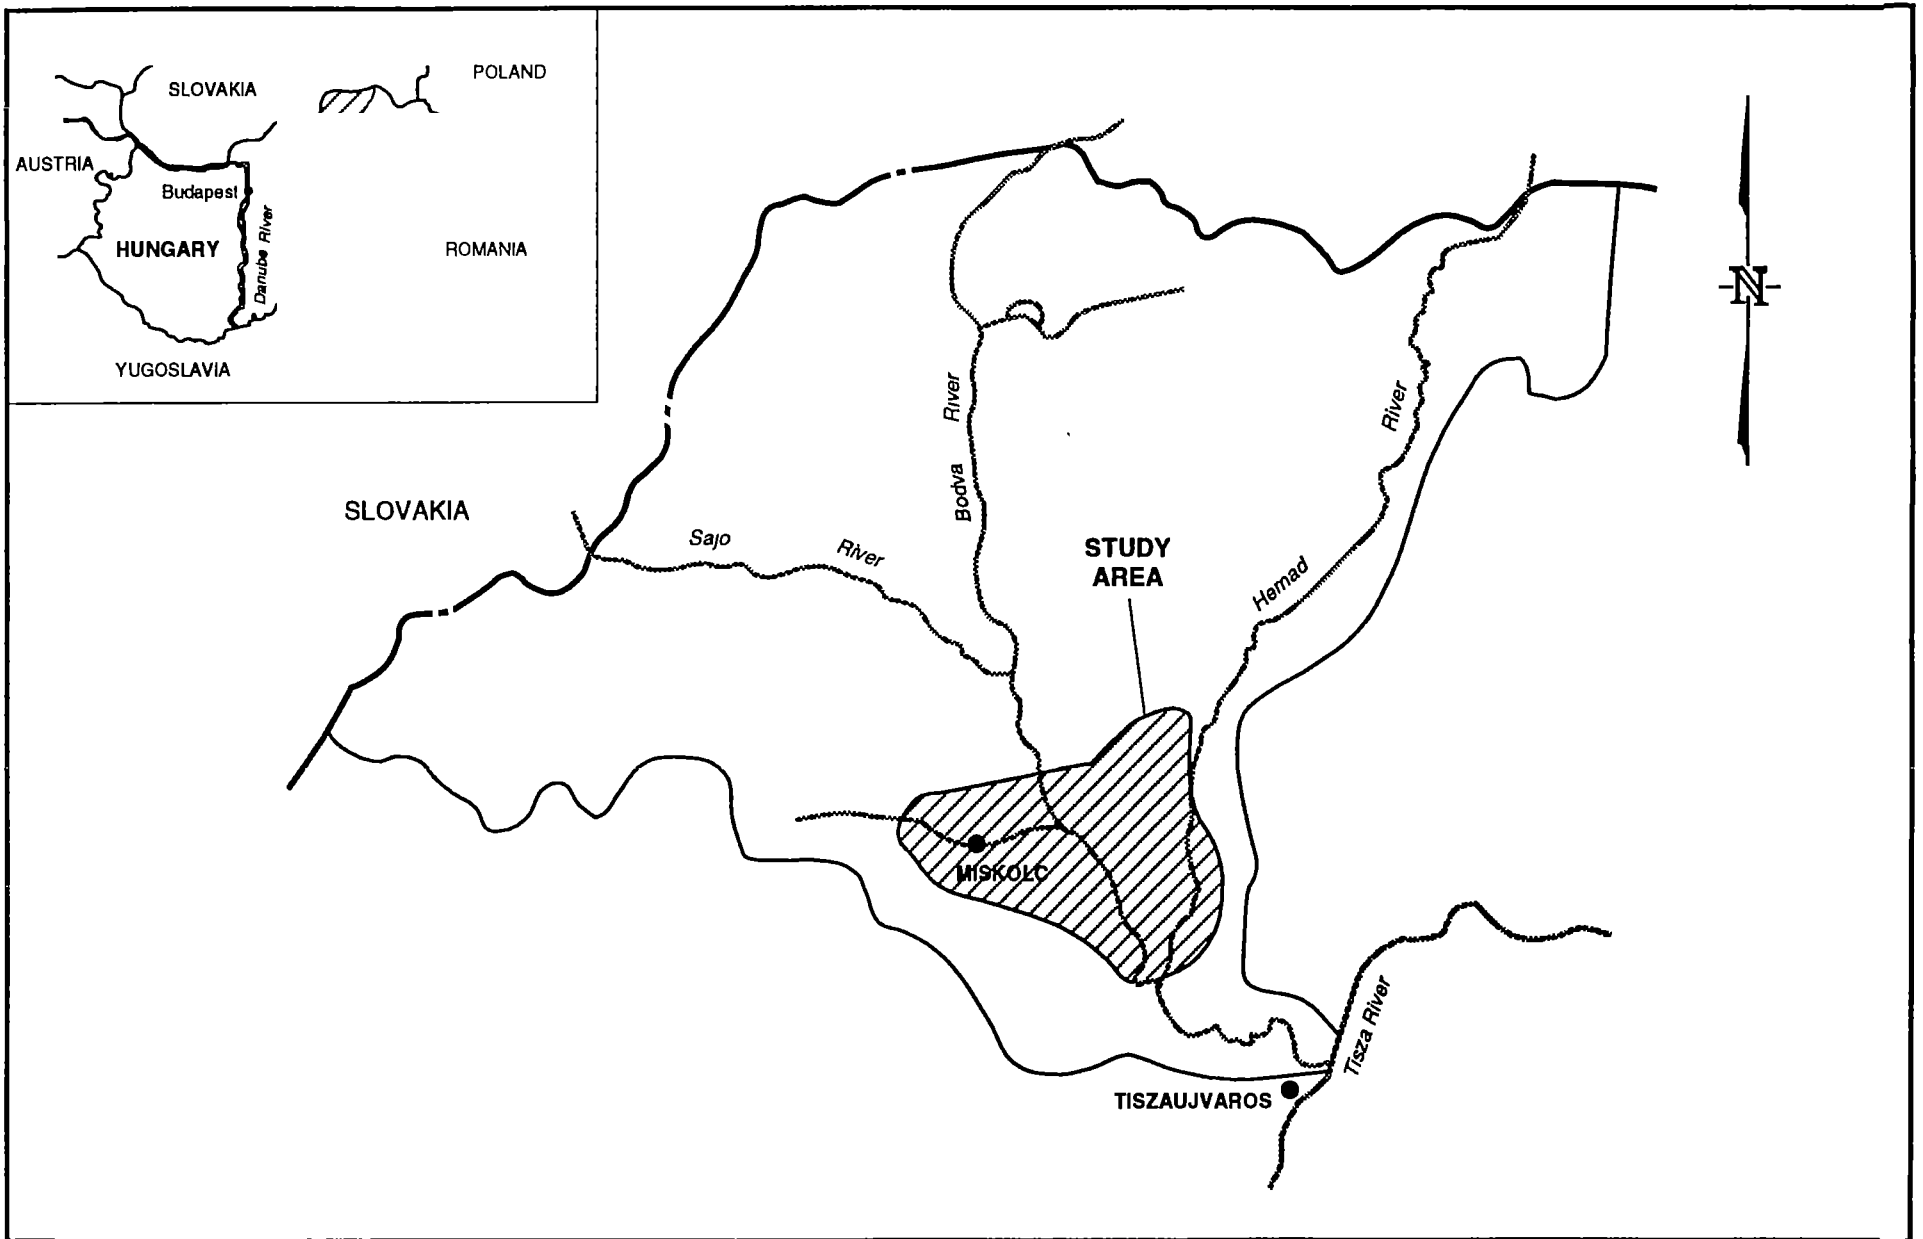 SLOVAKIA
POLAND
AUSTRIA
Budapest
HUNGARY
Danube River
ROMANIA
YUGOSLAVIA
N
SLOVAKIA
Sajo River
Bodva River
STUDY
AREA
Hernad River
MISKOLC
Tisza River
TISZAUJVAROS